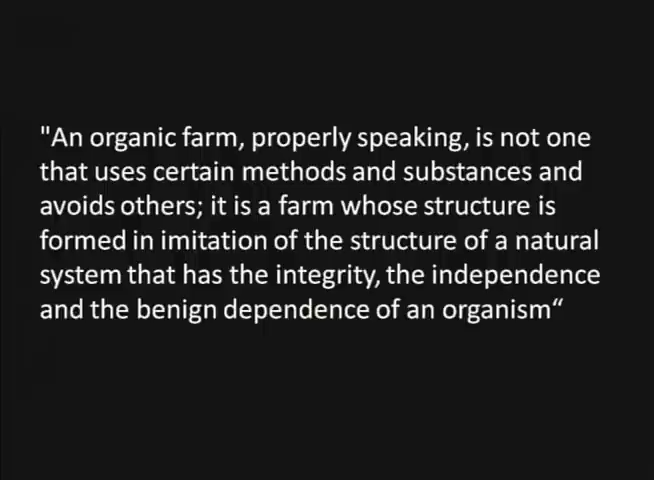 "An organic farm, properly speaking, is not one
that uses certain methods and substances and
avoids others; it is a farm whose structure is
formed in imitation of the structure of a natural
system that has the integrity, the independence
and the benign dependence of an organism“